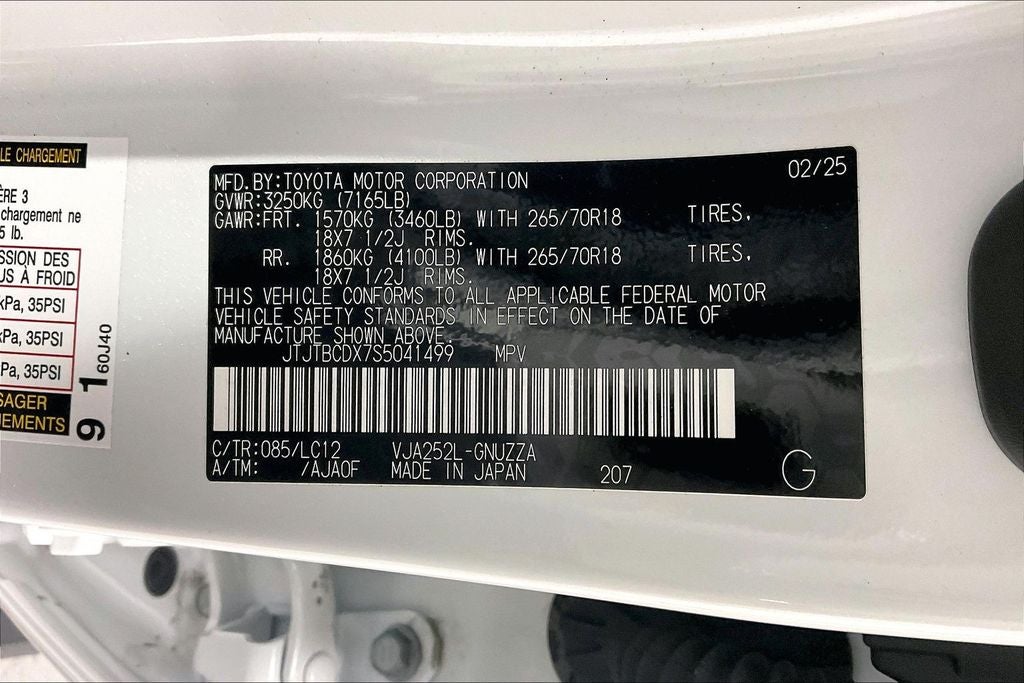 LE CHARGEMENT
ÈRE 3
chargement ne
5 lb.
SSION DES
US À FROID
kPa, 35PSI
kPa, 35PSI
Pa, 35PSI
SAGER
EMENTS
91
60J40
02/25
MFD.BY:TOYOTA MOTOR CORPORATION
GVWR:3250KG (7165LB)
GAWR:FRT. 1570KG (3460LB) WITH 265/70R18 TIRES,
18X7 1/2J RIMS.
RR. 1860KG (4100LB) WITH 265/70R18 TIRES,
18X7 1/2J RIMS.
THIS VEHICLE CONFORMS TO ALL APPLICABLE FEDERAL MOTOR
VEHICLE SAFETY STANDARDS IN EFFECT ON THE DATE OF
MANUFACTURE SHOWN ABOVE.
JTJTBCDX7S5041499 MPV
C/TR:085/LC12 VJA252L-GNUZZA
A/TM: /AJA0F MADE IN JAPAN 207
G